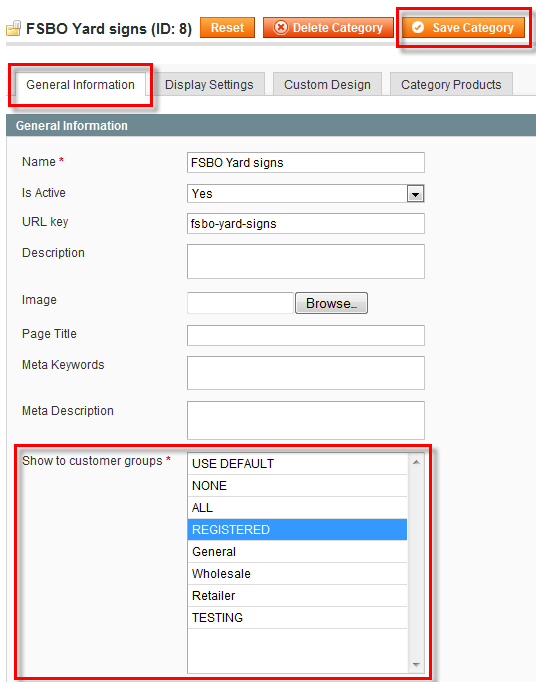 FSBO Yard signs (ID: 8) Reset Delete Category Save Category
General Information Display Settings Custom Design Category Products
General Information
Name * FSBO Yard signs
Is Active Yes
URL key fsbo-yard-signs
Description
Image Browse..
Page Title
Meta Keywords
Meta Description
Show to customer groups * USE DEFAULT
NONE
ALL
REGISTERED
General
Wholesale
Retailer
TESTING